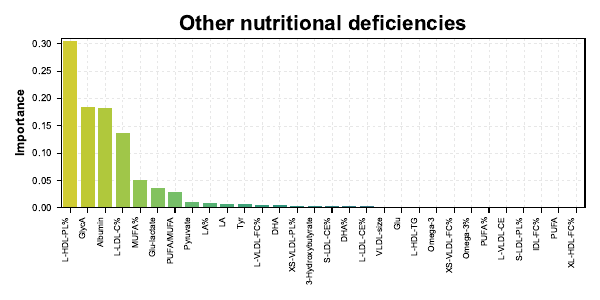 Other nutritional deficiencies
Importance
0.30
0.25
0.20
0.15
0.10
0.05
0.00
L-HDL-PL%
GlycA
Albumin
L-LDL-C%
MUFA%
Glu-lactate
PUFA/MUFA
Pyruvate
LA%
LA
Tyr
L-VLDL-FC%
DHA
XS-VLDL-PL%
3-Hydroxybutyrate
S-LDL-CE%
DHA%
L-LDL-CE%
VLDL-size
Glu
L-HDL-TG
Omega-3
XS-VLDL-FC%
Omega-3%
PUFA%
L-VLDL-CE
S-LDL-PL%
IDL-FC%
PUFA
XL-HDL-FC%